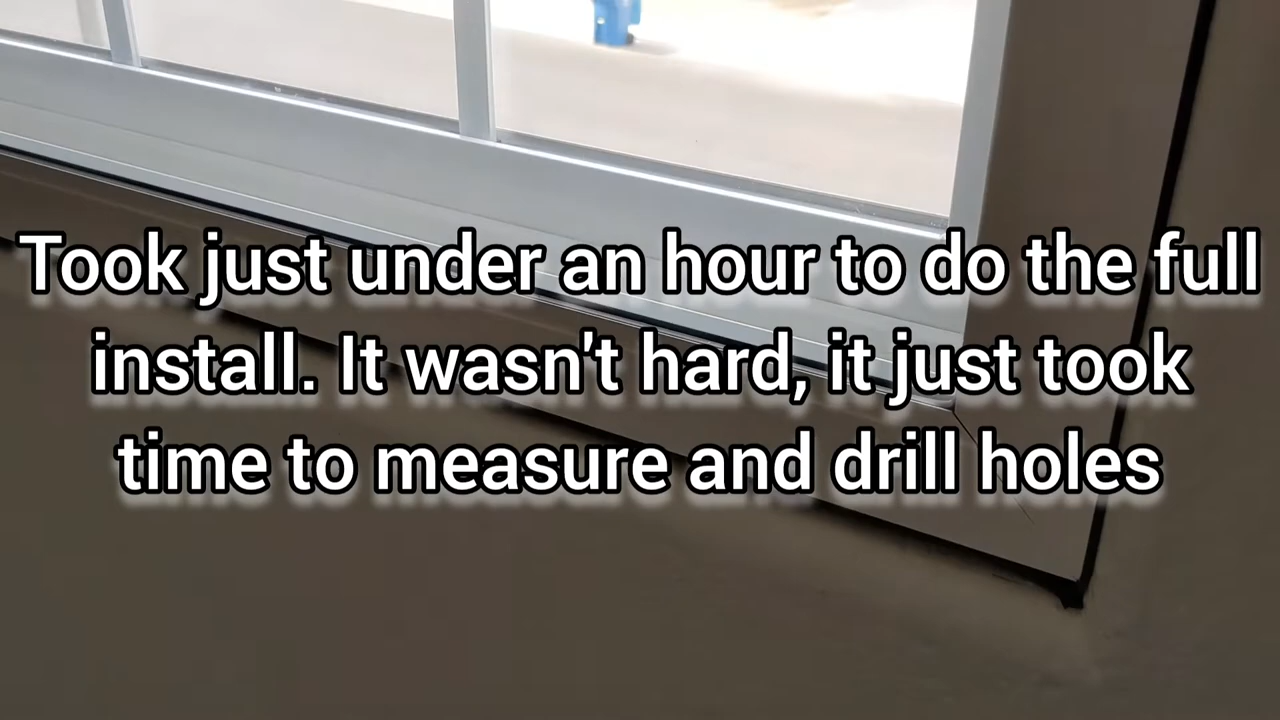 Took just under an hour to do the full
install. It wasn't hard, it just took
time to measure and drill holes